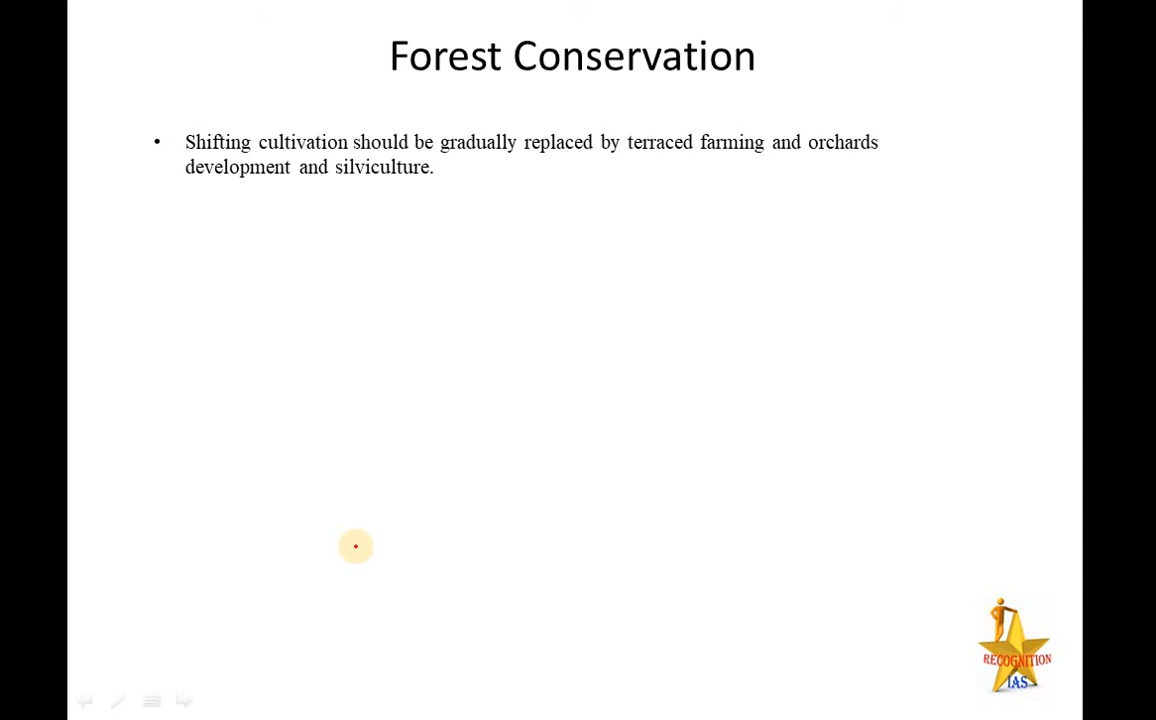 Forest Conservation
• Shifting cultivation should be gradually replaced by terraced farming and orchards
development and silviculture.
RECOGNITION
IAS